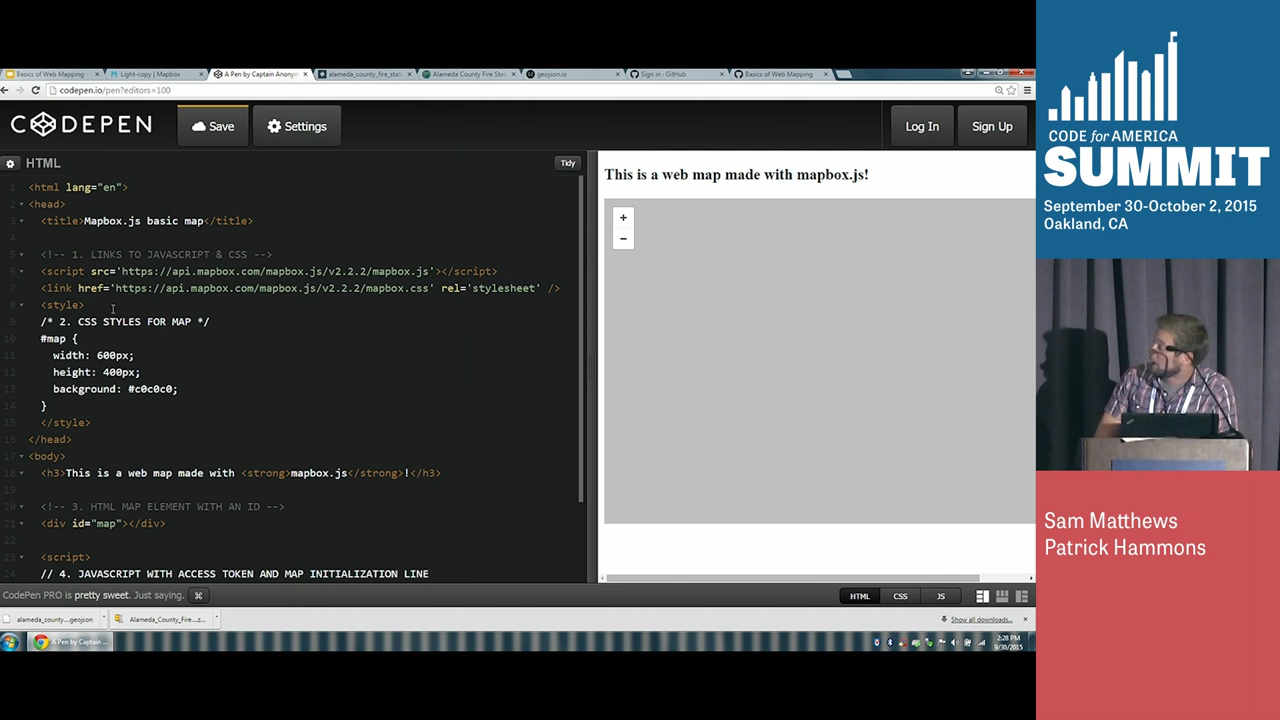 Basics of Web Mapping -
Light-copy | Mapbox
A Pen by Captain Anonym
alameda_county_fire_stati
Alameda County Fire Stat
geojson.io
Sign in · GitHub
Basics of Web Mapping
codepen.io/pen?editors=100
CODEPEN
Save
Settings
Log In
Sign Up
HTML
Tidy
1 <html lang="en">
2 <head>
3 <title>Mapbox.js basic map</title>
4
5 <!-- 1. LINKS TO JAVASCRIPT & CSS -->
6 <script src='https://api.mapbox.com/mapbox.js/v2.2.2/mapbox.js'></script>
7 <link href='https://api.mapbox.com/mapbox.js/v2.2.2/mapbox.css' rel='stylesheet' />
8 <style>
9 /* 2. CSS STYLES FOR MAP */
10 #map {
11 width: 600px;
12 height: 400px;
13 background: #c0c0c0;
14 }
15 </style>
16 </head>
17 <body>
18 <h3>This is a web map made with <strong>mapbox.js</strong>!</h3>
19
20 <!-- 3. HTML MAP ELEMENT WITH AN ID -->
21 <div id="map"></div>
22
23 <script>
24 // 4. JAVASCRIPT WITH ACCESS TOKEN AND MAP INITIALIZATION LINE
This is a web map made with mapbox.js!
+
−
CodePen PRO is pretty sweet. Just saying. ⌘
HTML
CSS
JS
alameda_county....geojson
Alameda_County_Fire....z...
Show all downloads...
A Pen by Captain ...
2:28 PM
9/30/2015
CODE for AMERICA
SUMMIT
September 30-October 2, 2015
Oakland, CA
Sam Matthews
Patrick Hammons